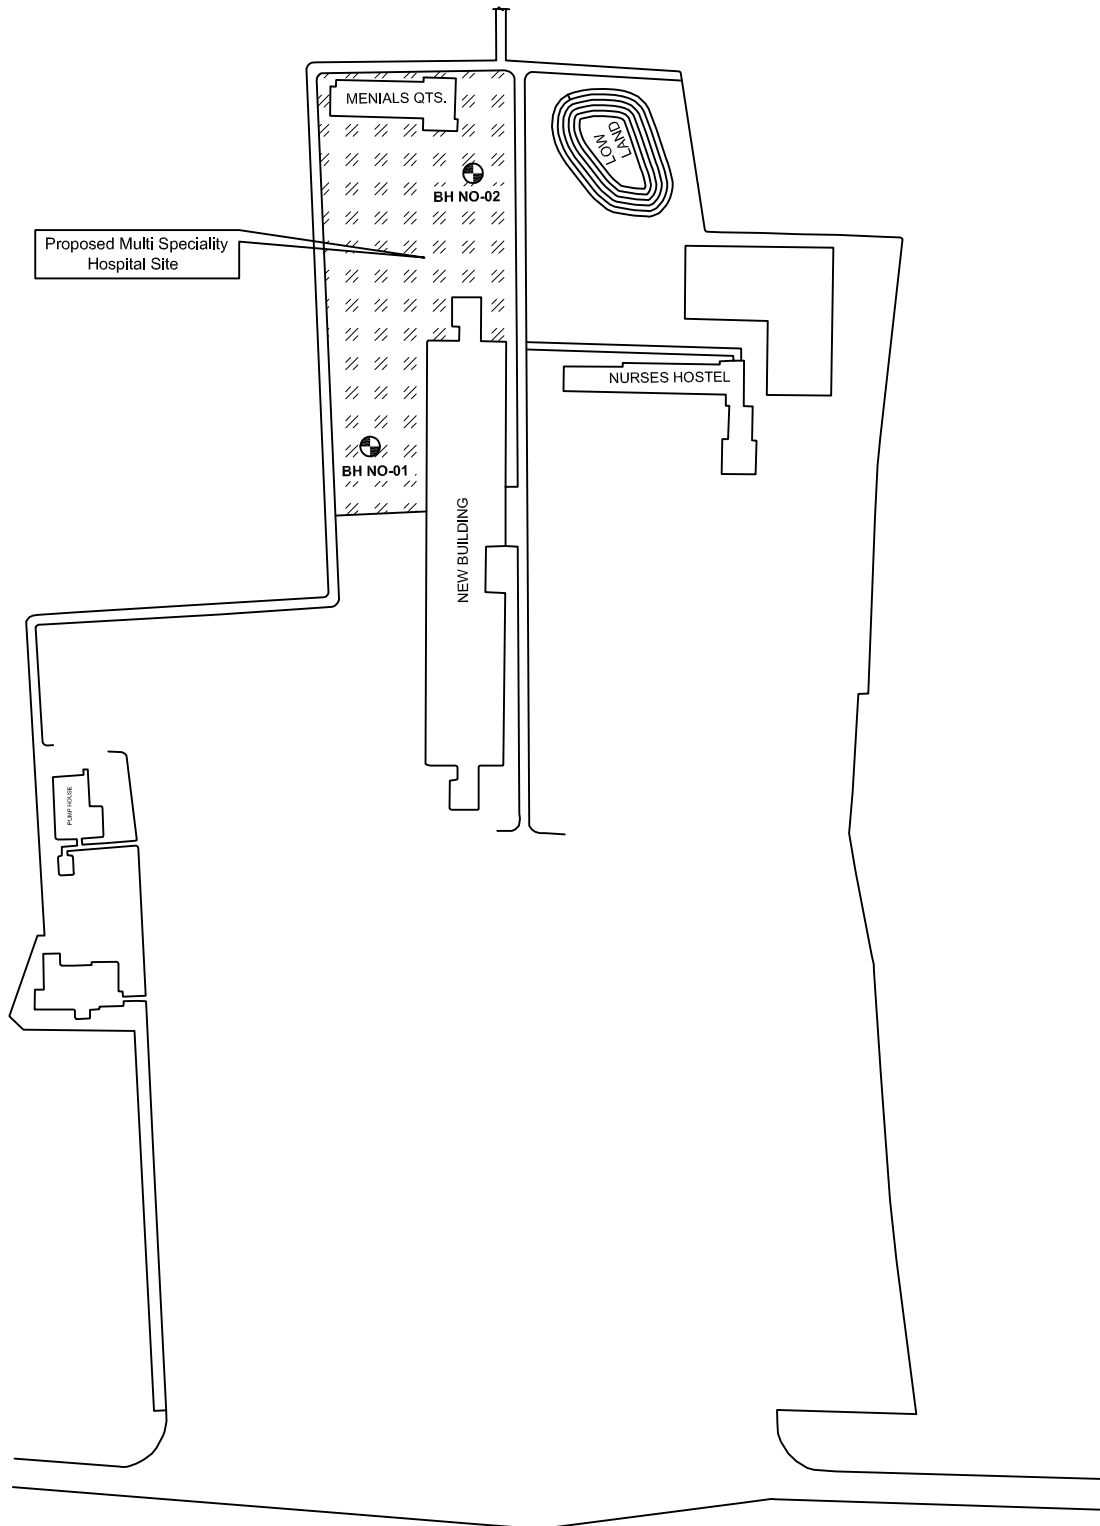 MENIALS QTS.
LOW
LAND
BH NO-02
Proposed Multi Speciality
Hospital Site
NURSES HOSTEL
BH NO-01
NEW BUILDING
PUMP HOUSE